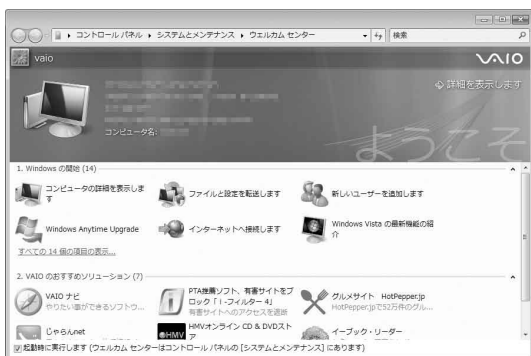 コントロール パネル ▸ システムとメンテナンス ▸ ウェルカム センター
検索
vaio
VAIO
詳細を表示します
コンピュータ名:
ようこそ
1. Windows の開始 (14)
コンピュータの詳細を表示しま
す
ファイルと設定を転送します
新しいユーザーを追加します
Windows Anytime Upgrade
インターネットへ接続します
Windows Vista の最新機能の紹
介
すべての 14 個の項目の表示...
2. VAIO のおすすめソリューション (7)
VAIO ナビ
やりたい事ができるソフトウ...
PTA推薦ソフト、有害サイトをブ
ロック「i -フィルター 4」
有害サイトへのアクセスを遮断
グルメサイト HotPepper.jp
HotPepper.jpで52万件のグル...
じゃらんnet
HMV
HMVオンライン CD & DVDスト
ア
イーブック・リーダー
起動時に実行します (ウェルカム センターはコントロール パネルの [システムとメンテナンス] にあります)